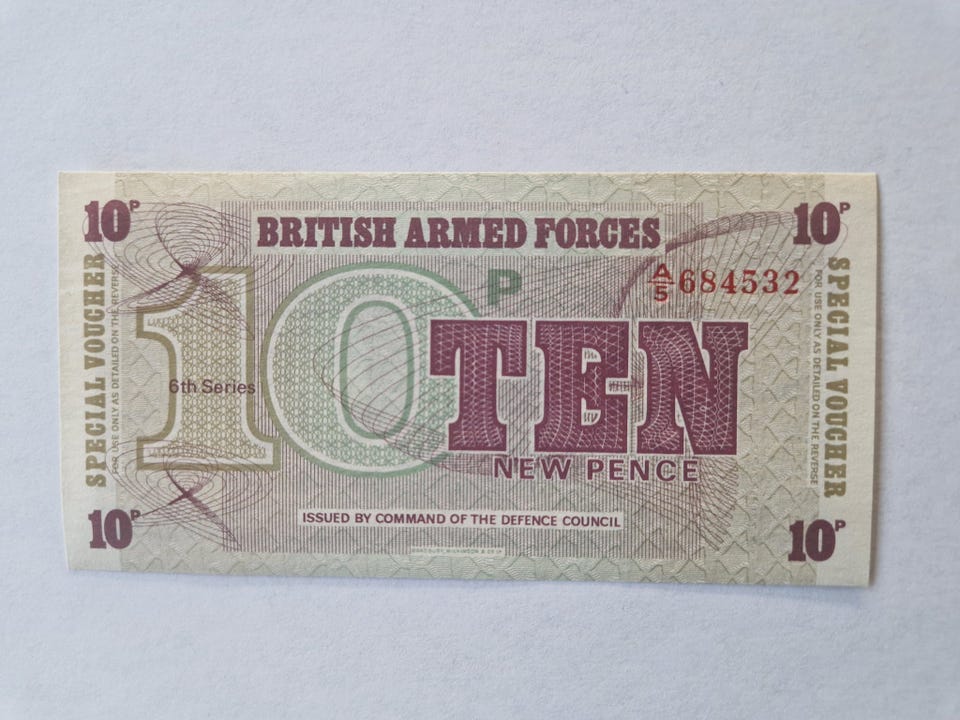 10P
BRITISH ARMED FORCES
10P
SPECIAL VOUCHER
FOR USE ONLY AS DETAILED ON THE REVERSE
10
P
A/5 684532
6th Series
TEN
NEW PENCE
SPECIAL VOUCHER
FOR USE ONLY AS DETAILED ON THE REVERSE
ISSUED BY COMMAND OF THE DEFENCE COUNCIL
10P
10P